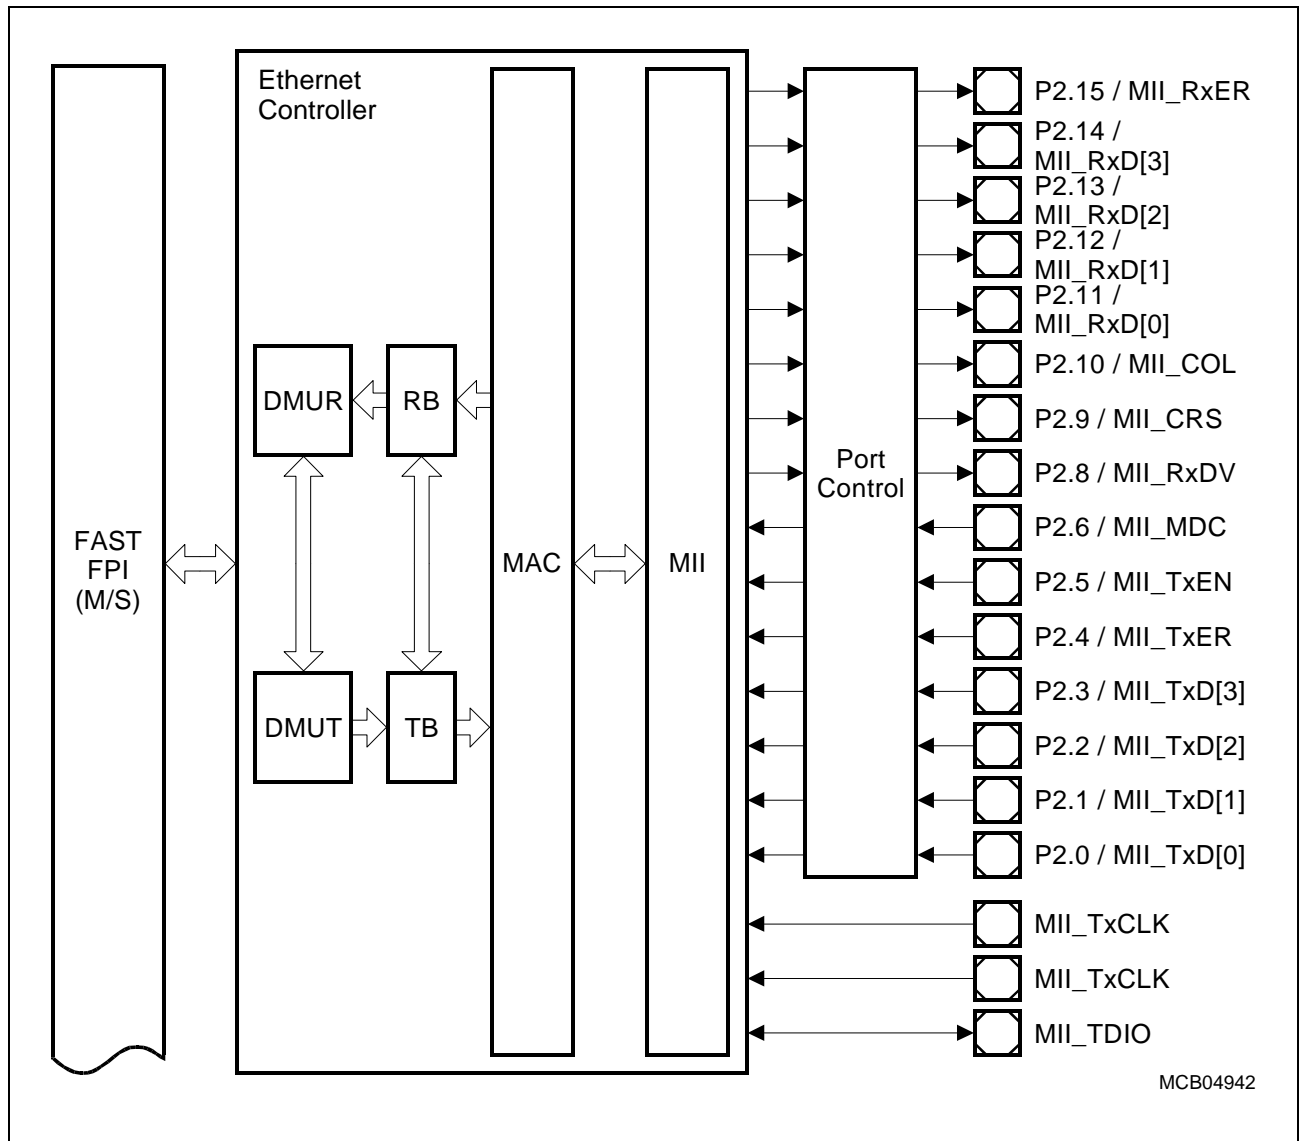 Ethernet
Controller
P2.15 / MII_RxER
P2.14 /
MII_RxD[3]
P2.13 /
MII_RxD[2]
P2.12 /
MII_RxD[1]
P2.11 /
MII_RxD[0]
DMUR
RB
P2.10 / MII_COL
P2.9 / MII_CRS
Port
Control
P2.8 / MII_RxDV
P2.6 / MII_MDC
FAST
FPI
(M/S)
MAC
MII
P2.5 / MII_TxEN
P2.4 / MII_TxER
P2.3 / MII_TxD[3]
DMUT
TB
P2.2 / MII_TxD[2]
P2.1 / MII_TxD[1]
P2.0 / MII_TxD[0]
MII_TxCLK
MII_TxCLK
MII_TDIO
MCB04942